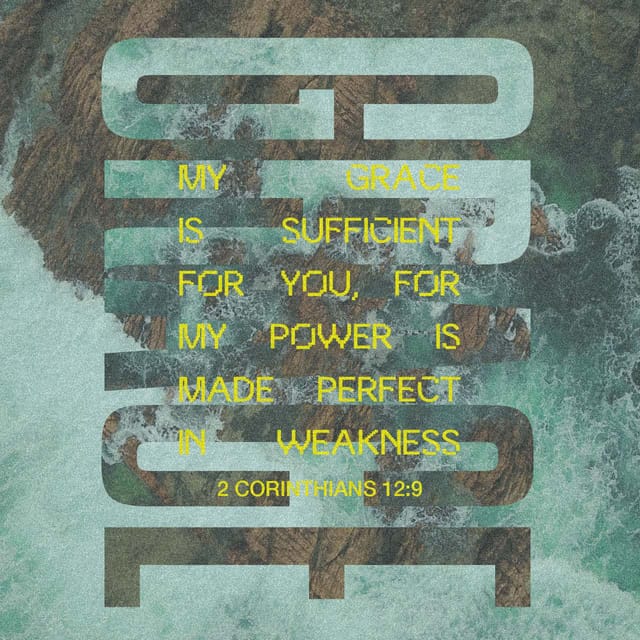 GRACE
MY GRACE
IS SUFFICIENT
FOR YOU, FOR
MY POWER IS
MADE PERFECT
IN WEAKNESS
2 CORINTHIANS 12:9